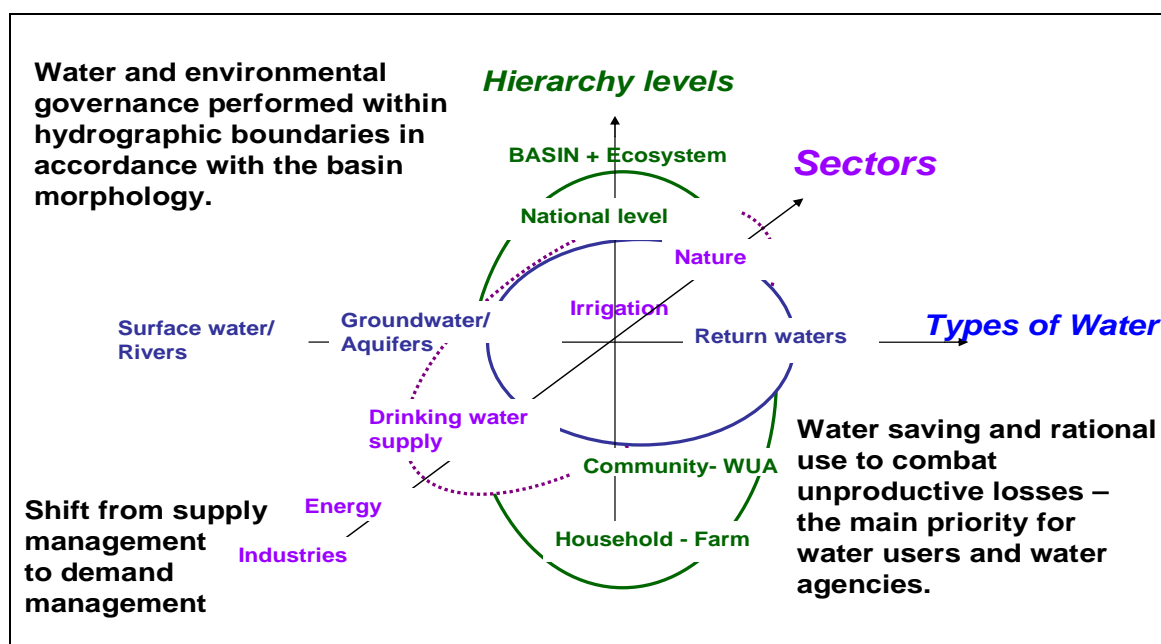 Water and environmental
governance performed within
hydrographic boundaries in
accordance with the basin
morphology.
Hierarchy levels
BASIN + Ecosystem
Sectors
National level
Nature
Irrigation
Surface water/
Rivers
Groundwater/
Aquifers
Return waters
Types of Water
Drinking water
supply
Community- WUA
Energy
Household - Farm
Industries
Shift from supply
management
to demand
management
Water saving and rational
use to combat
unproductive losses –
the main priority for
water users and water
agencies.